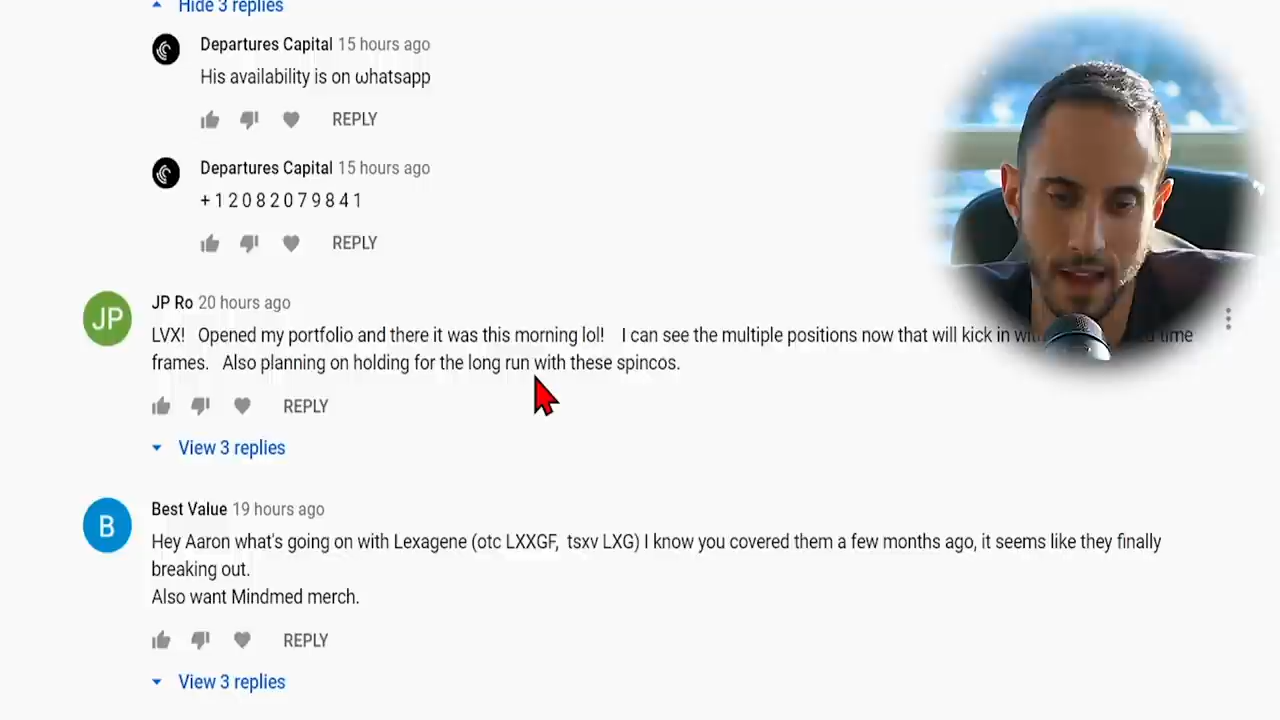 Hide 3 replies
Departures Capital 15 hours ago
His availability is on ωhatsapp
REPLY
Departures Capital 15 hours ago
+ 1 2 0 8 2 0 7 9 8 4 1
REPLY
JP
JP Ro 20 hours ago
LVX! Opened my portfolio and there it was this morning lol! I can see the multiple positions now that will kick in time
frames. Also planning on holding for the long run with these spincos.
REPLY
View 3 replies
B
Best Value 19 hours ago
Hey Aaron what's going on with Lexagene (otc LXXGF, tsxv LXG) I know you covered them a few months ago, it seems like they finally
breaking out.
Also want Mindmed merch.
REPLY
View 3 replies